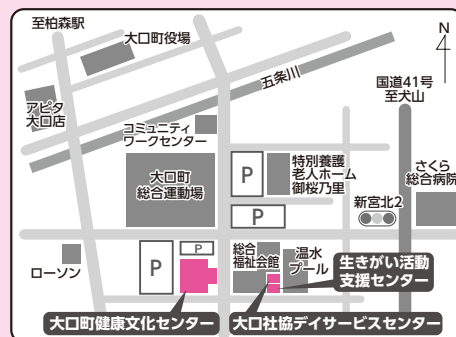 至柏森駅
大口町役場
N
五条川
国道41号
至犬山
アピタ
大口店
コミュニティ
ワークセンター
大口町
総合運動場
P
特別養護
老人ホーム
御桜乃里
さくら
総合病院
新宮北2
P
P
P
総合
福祉会館
温水
プール
生きがい活動
支援センター
ローソン
大口町健康文化センター
大口社協デイサービスセンター